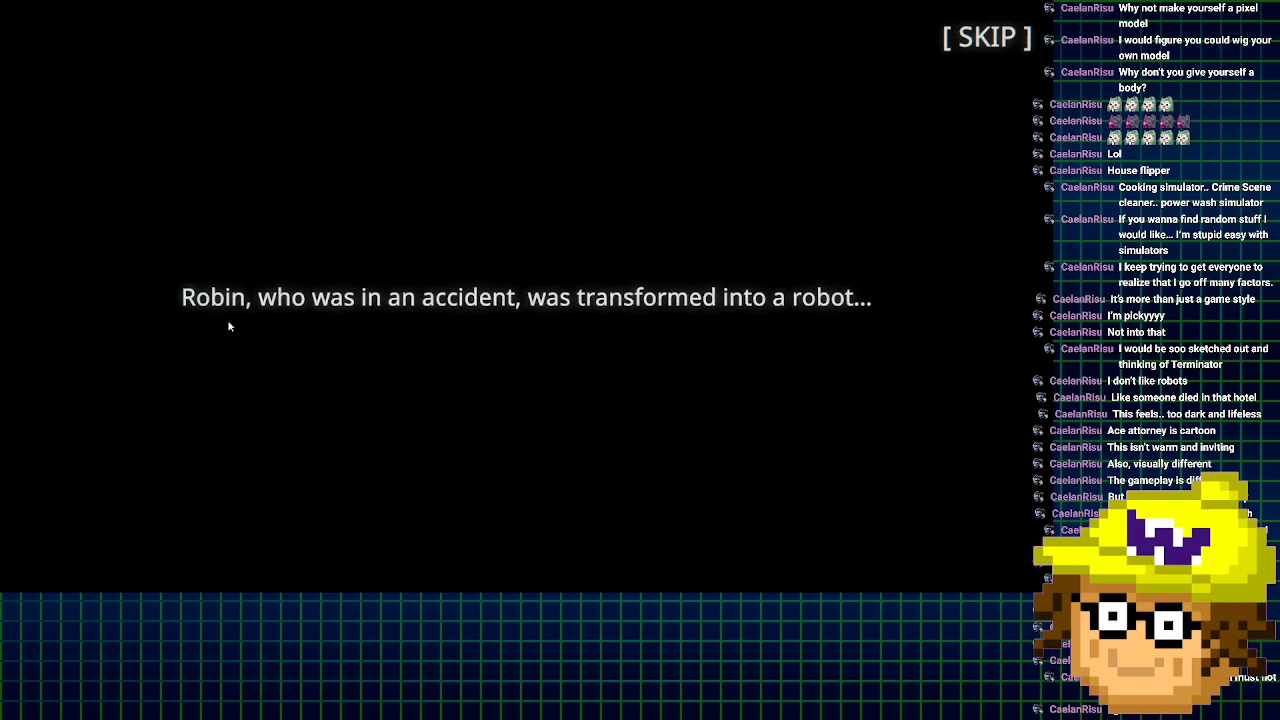 [ SKIP ]
Robin, who was in an accident, was transformed into a robot...
CaelanRisu Why not make yourself a pixel
model
CaelanRisu I would figure you could wig your
own model
CaelanRisu Why don't you give yourself a
body?
CaelanRisu
CaelanRisu
CaelanRisu
CaelanRisu Lol
CaelanRisu House flipper
CaelanRisu Cooking simulator.. Crime Scene
cleaner.. power wash simulator
CaelanRisu If you wanna find random stuff I
would like... I'm stupid easy with
simulators
CaelanRisu I keep trying to get everyone to
realize that I go off many factors.
CaelanRisu It's more than just a game style
CaelanRisu I'm pickyyyy
CaelanRisu Not into that
CaelanRisu I would be soo sketched out and
thinking of Terminator
CaelanRisu I don't like robots
CaelanRisu Like someone died in that hotel
CaelanRisu This feels.. too dark and lifeless
CaelanRisu Ace attorney is cartoon
CaelanRisu This isn't warm and inviting
CaelanRisu Also, visually different
CaelanRisu The gameplay is
CaelanRisu But
CaelanRis
Cael
W
Cael
Cael
not
CaelanRisu